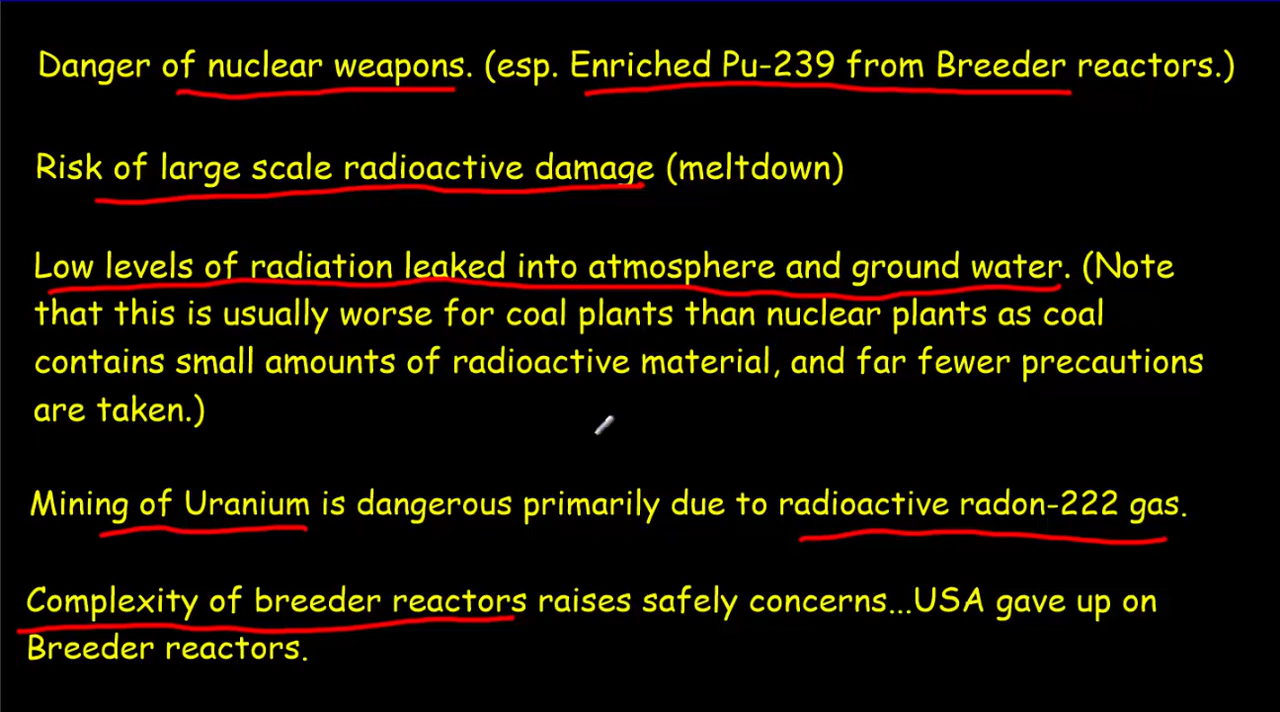 Danger of nuclear weapons. (esp. Enriched Pu-239 from Breeder reactors.)
Risk of large scale radioactive damage (meltdown)
Low levels of radiation leaked into atmosphere and ground water. (Note
that this is usually worse for coal plants than nuclear plants as coal
contains small amounts of radioactive material, and far fewer precautions
are taken.)
Mining of Uranium is dangerous primarily due to radioactive radon-222 gas.
Complexity of breeder reactors raises safely concerns...USA gave up on
Breeder reactors.